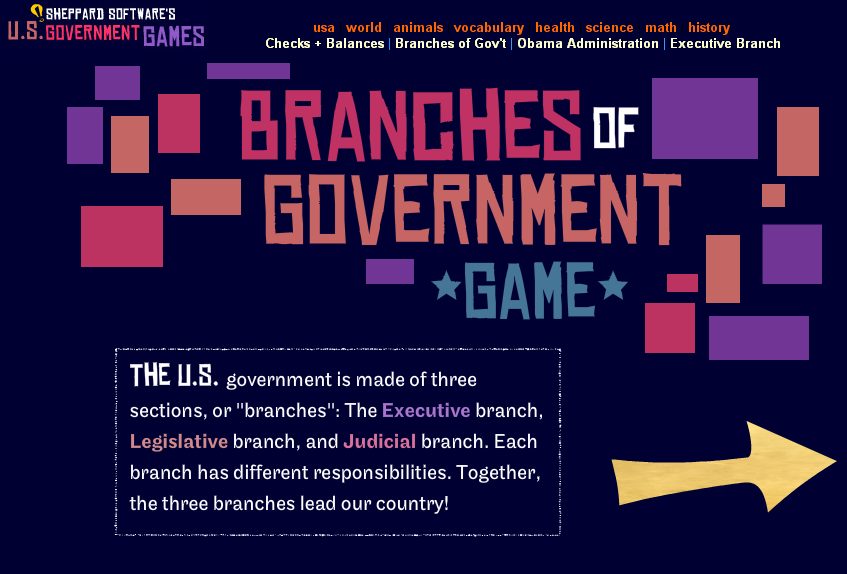 SHEPPARD SOFTWARE'S
U.S. GOVERNMENT GAMES
usa world animals vocabulary health science math history
Checks + Balances | Branches of Gov't | Obama Administration | Executive Branch
BRANCHES OF
GOVERNMENT
GAME
THE U.S. government is made of three
sections, or "branches": The Executive branch,
Legislative branch, and Judicial branch. Each
branch has different responsibilities. Together,
the three branches lead our country!